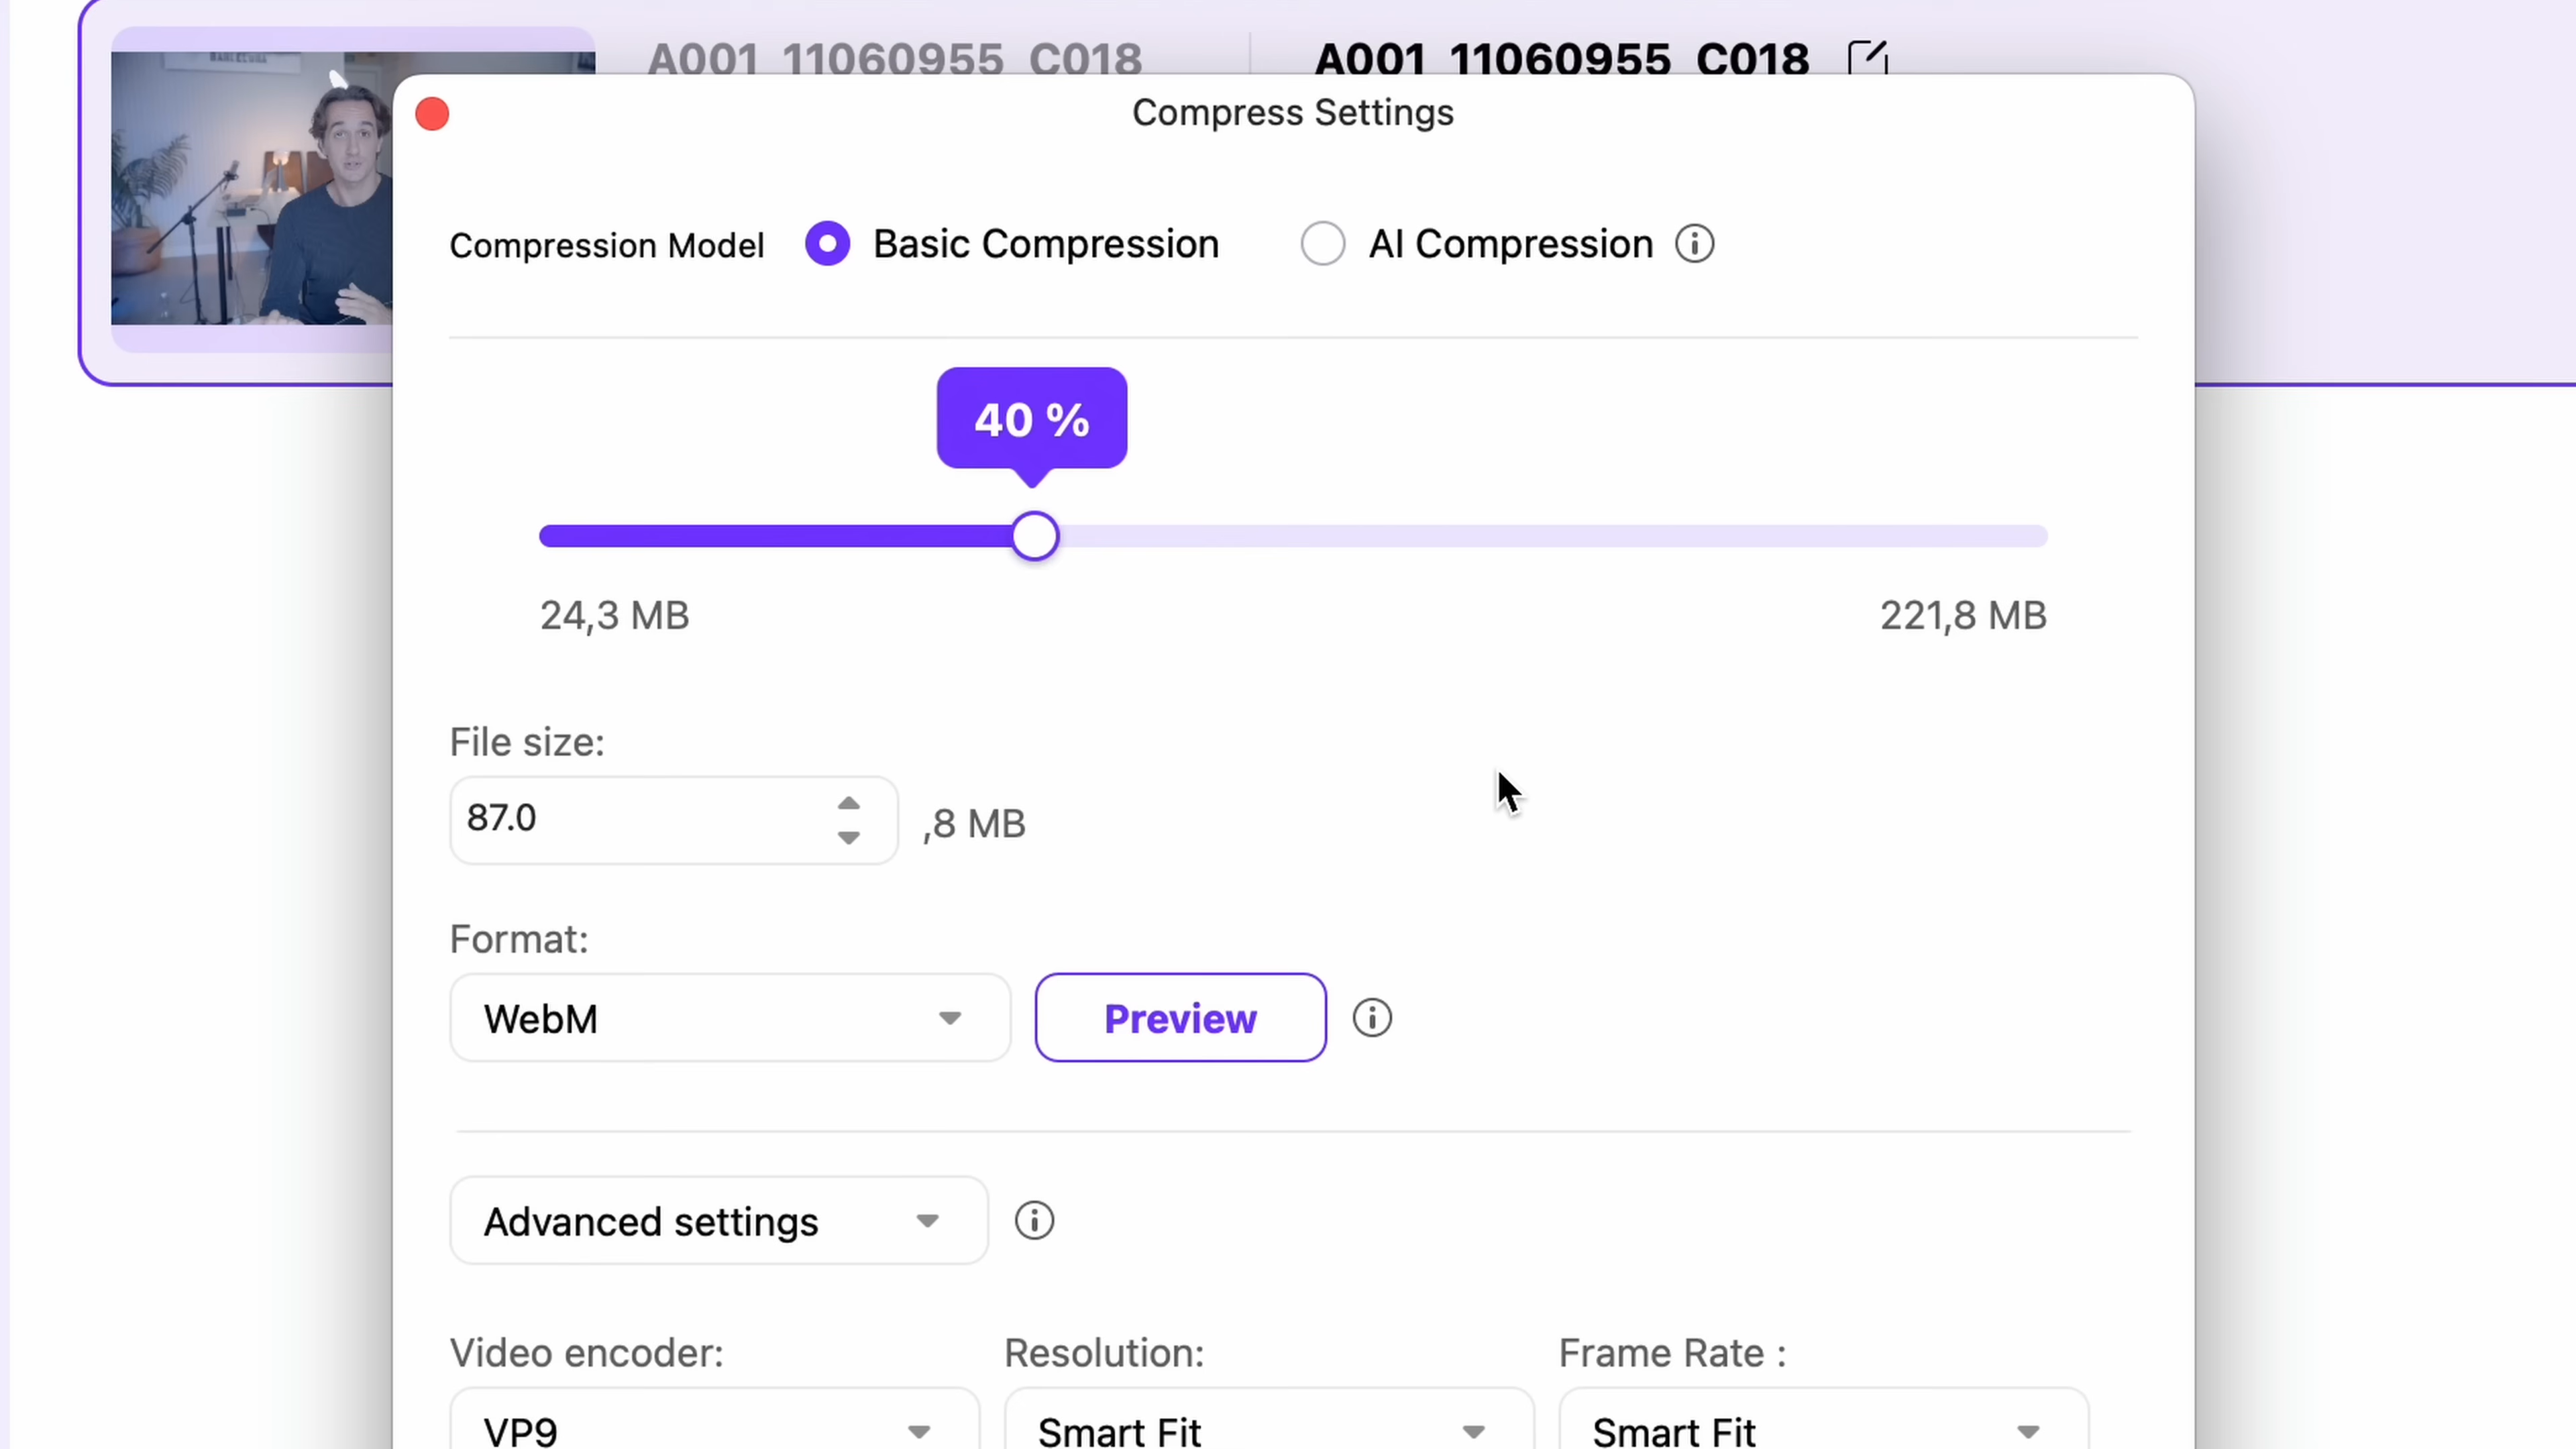 A001_11060955_C018
A001_11060955_C018
Compress Settings
Compression Model
Basic Compression
AI Compression
40 %
24,3 MB
221,8 MB
File size:
87.0
,8 MB
Format:
WebM
Preview
Advanced settings
Video encoder:
Resolution:
Frame Rate :
VP9
Smart Fit
Smart Fit